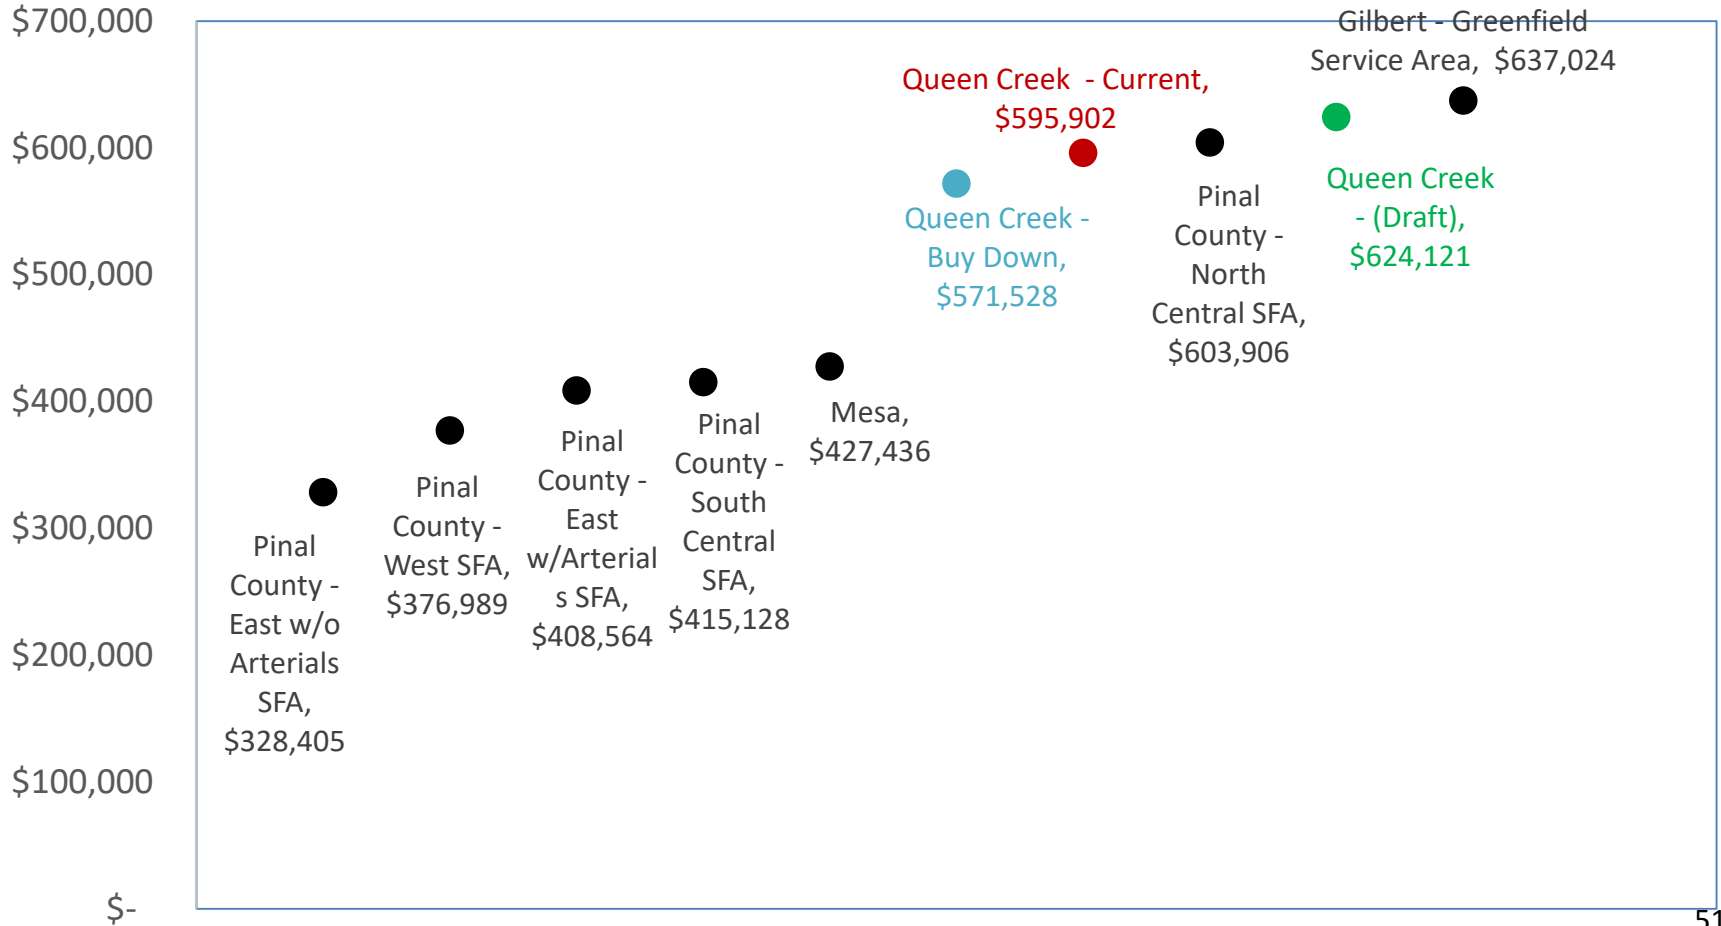 $700,000
$600,000
$500,000
$400,000
$300,000
$200,000
$100,000
$-
Pinal
County -
East w/o
Arterials
SFA,
$328,405
Pinal
County -
West SFA,
$376,989
Pinal
County -
East
w/Arterial
s SFA,
$408,564
Pinal
County -
South
Central
SFA,
$415,128
Mesa,
$427,436
Queen Creek -
Buy Down,
$571,528
Queen Creek  - Current,
$595,902
Pinal
County -
North
Central SFA,
$603,906
Queen Creek
- (Draft),
$624,121
Gilbert - Greenfield
Service Area,  $637,024
51